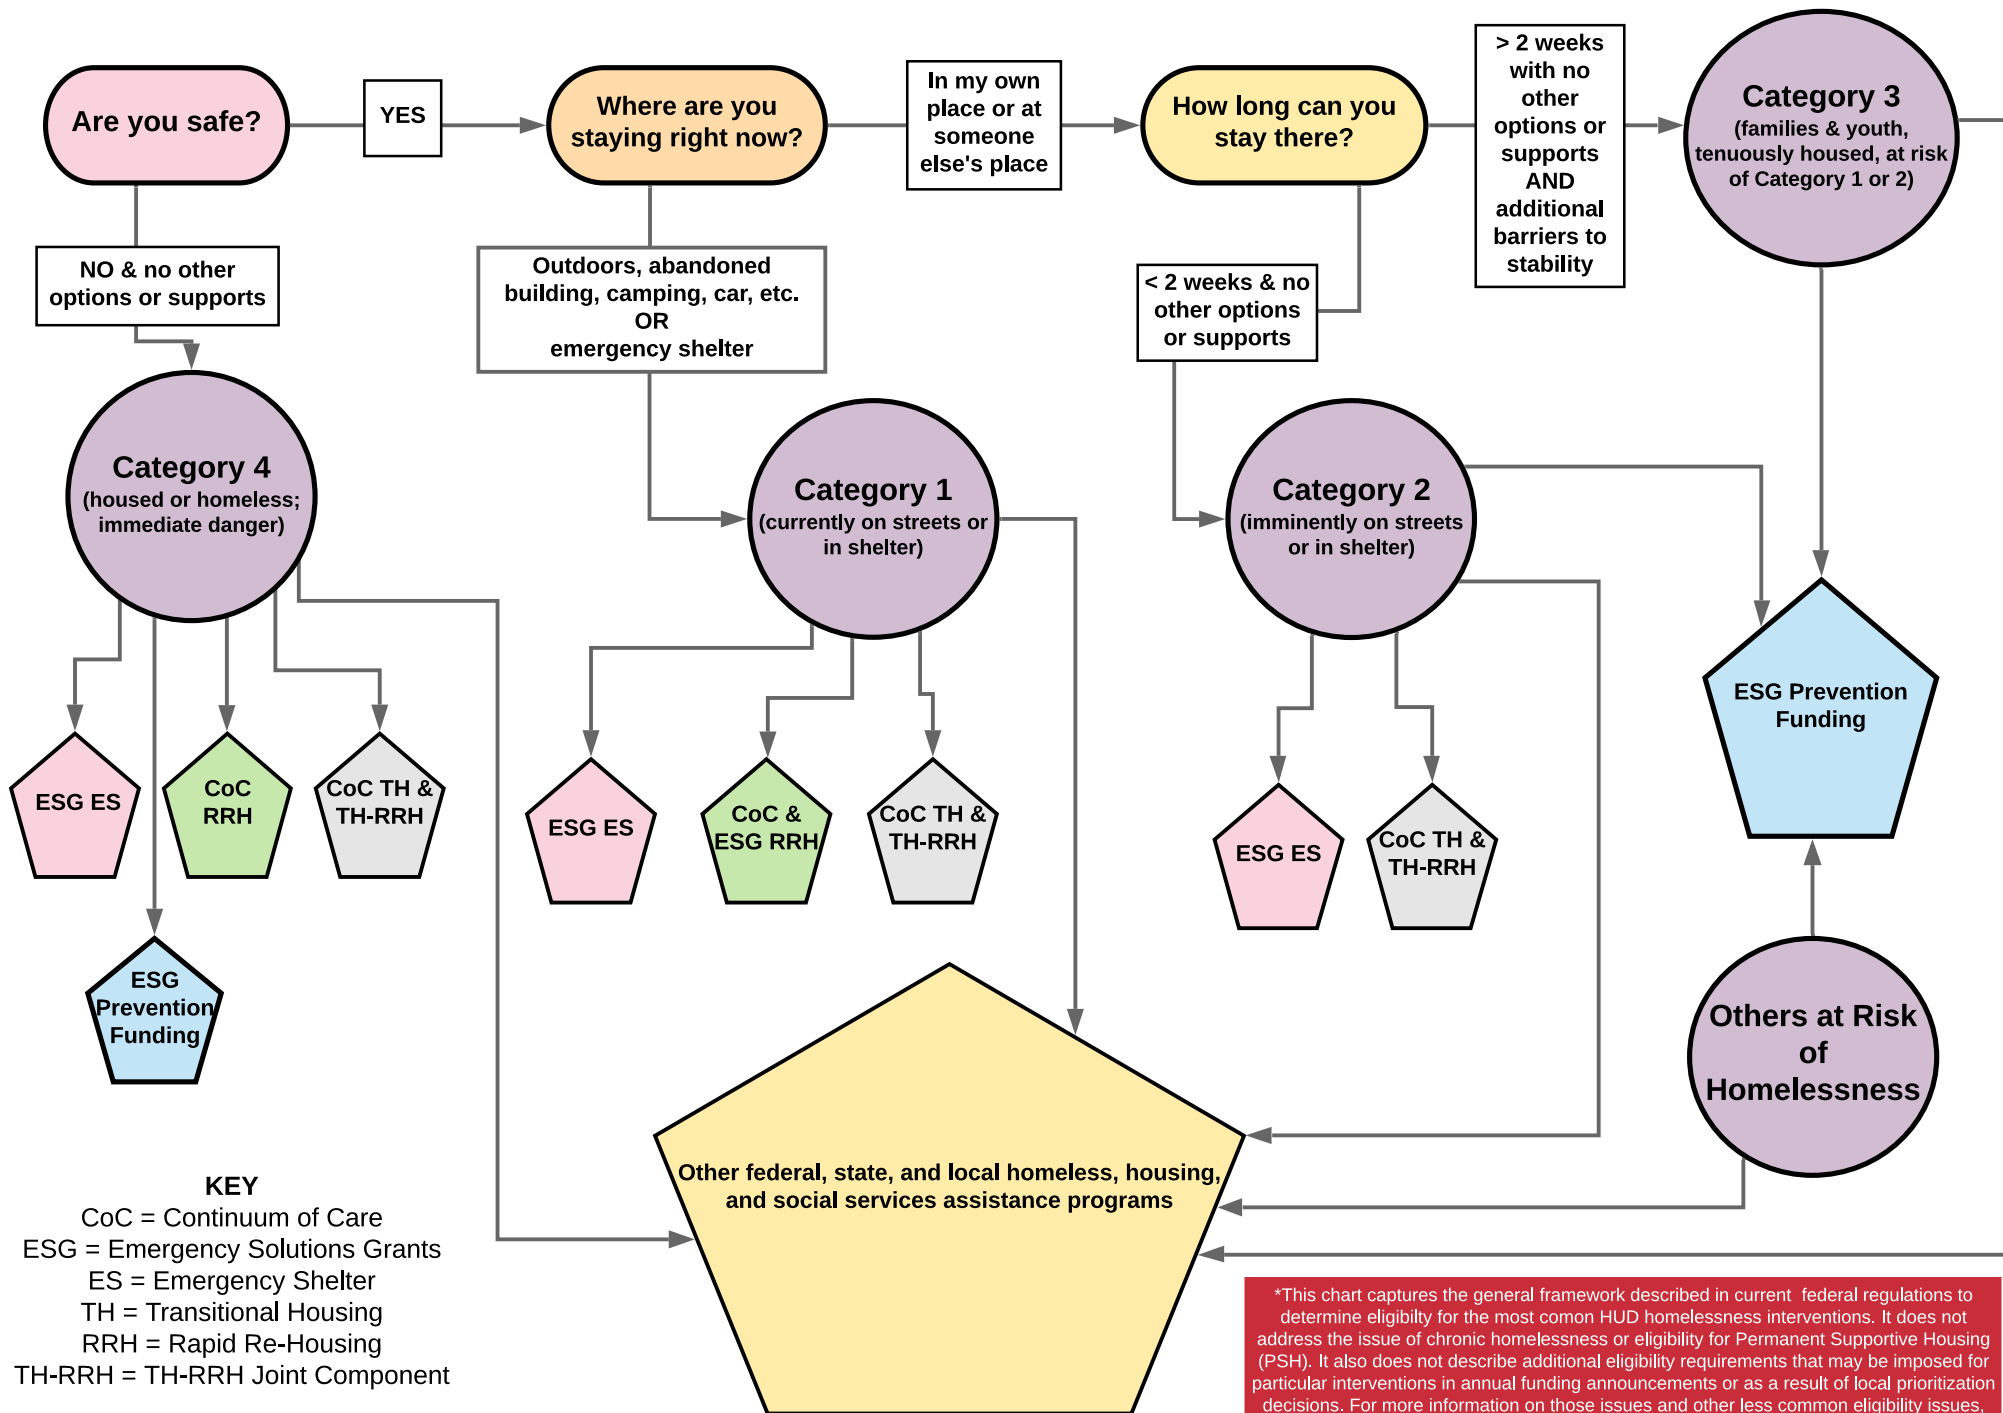 Are you safe?
YES
Where are you
staying right now?
In my own
place or at
someone
else's place
How long can you
stay there?
> 2 weeks
with no
other
options or
supports
AND
additional
barriers to
stability
Category 3
(families & youth,
tenuously housed, at risk
of Category 1 or 2)
NO & no other
options or supports
Outdoors, abandoned
building, camping, car, etc.
OR
emergency shelter
< 2 weeks & no
other options
or supports
Category 4
(housed or homeless;
immediate danger)
Category 1
(currently on streets or
in shelter)
Category 2
(imminently on streets
or in shelter)
ESG Prevention
Funding
ESG ES
CoC
RRH
CoC TH &
TH-RRH
ESG ES
CoC &
ESG RRH
CoC TH &
TH-RRH
ESG ES
CoC TH &
TH-RRH
ESG
Prevention
Funding
Others at Risk
of
Homelessness
Other federal, state, and local homeless, housing,
and social services assistance programs
KEY
CoC = Continuum of Care
ESG = Emergency Solutions Grants
ES = Emergency Shelter
TH = Transitional Housing
RRH = Rapid Re-Housing
TH-RRH = TH-RRH Joint Component
*This chart captures the general framework described in current federal regulations to
determine eligibilty for the most comon HUD homelessness interventions. It does not
address the issue of chronic homelessness or eligibility for Permanent Supportive Housing
(PSH). It also does not describe additional eligibility requirements that may be imposed for
particular interventions in annual funding announcements or as a result of local prioritization
decisions. For more information on those issues and other less common eligibility issues,